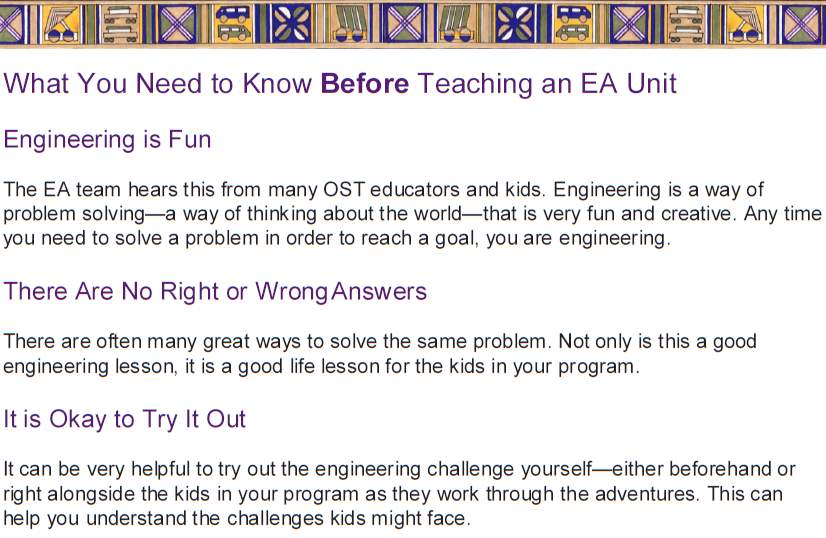 What You Need to Know Before Teaching an EA Unit
Engineering is Fun
The EA team hears this from many OST educators and kids. Engineering is a way of
problem solving—a way of thinking about the world—that is very fun and creative. Any time
you need to solve a problem in order to reach a goal, you are engineering.
There Are No Right or Wrong Answers
There are often many great ways to solve the same problem. Not only is this a good
engineering lesson, it is a good life lesson for the kids in your program.
It is Okay to Try It Out
It can be very helpful to try out the engineering challenge yourself—either beforehand or
right alongside the kids in your program as they work through the adventures. This can
help you understand the challenges kids might face.